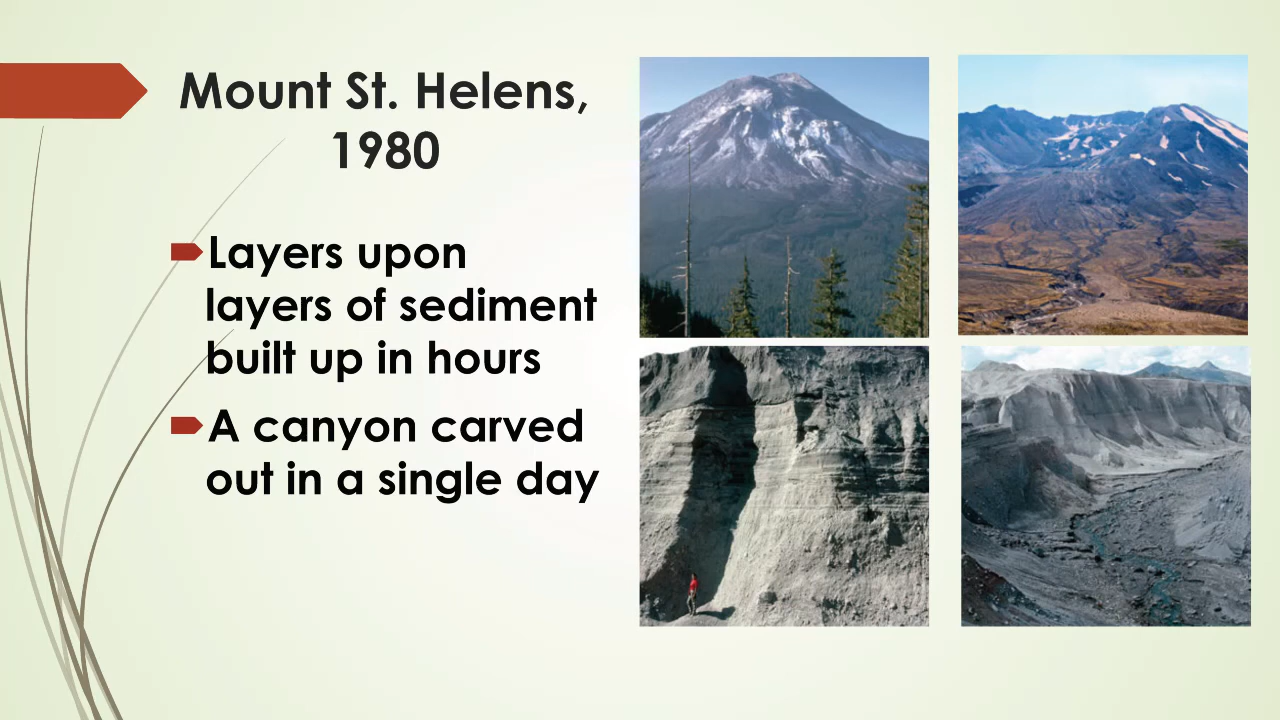 Mount St. Helens,
1980
Layers upon
layers of sediment
built up in hours
A canyon carved
out in a single day